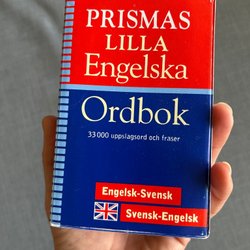 PRISMAS
LILLA
Engelska
Ordbok
33 000 uppslagsord och fraser
Engelsk-Svensk
Svensk-Engelsk